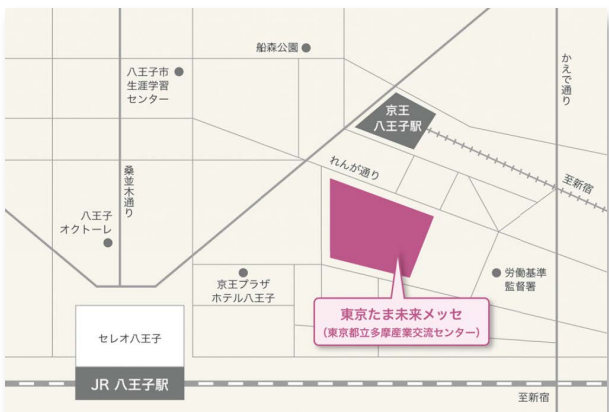 船森公園
八王子市
生涯学習
センター
かえで通り
京王
八王子駅
れんが通り
至新宿
桑並木通り
八王子
オクトーレ
京王プラザ
ホテル八王子
労働基準
監督署
東京たま未来メッセ
(東京都立多摩産業交流センター)
セレオ八王子
JR 八王子駅
至新宿